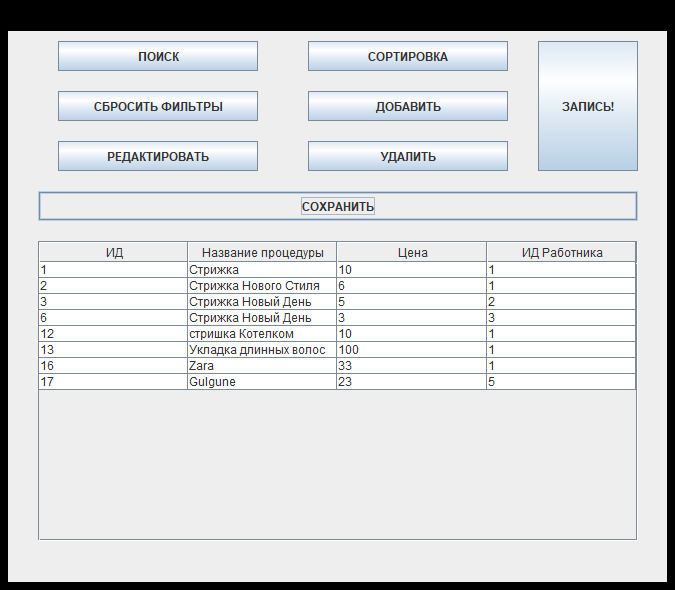 ПОИСК СОРТИРОВКА
ЗАПИСЬ!
СБРОСИТЬ ФИЛЬТРЫ ДОБАВИТЬ
РЕДАКТИРОВАТЬ УДАЛИТЬ
СОХРАНИТЬ
ИД Название процедуры Цена ИД Работника
1 Стрижка 10 1
2 Стрижка Нового Стиля 6 1
3 Стрижка Новый День 5 2
6 Стрижка Новый День 3 3
12 стришка Котелком 10 1
13 Укладка длинных волос 100 1
16 Zara 33 1
17 Gulgune 23 5